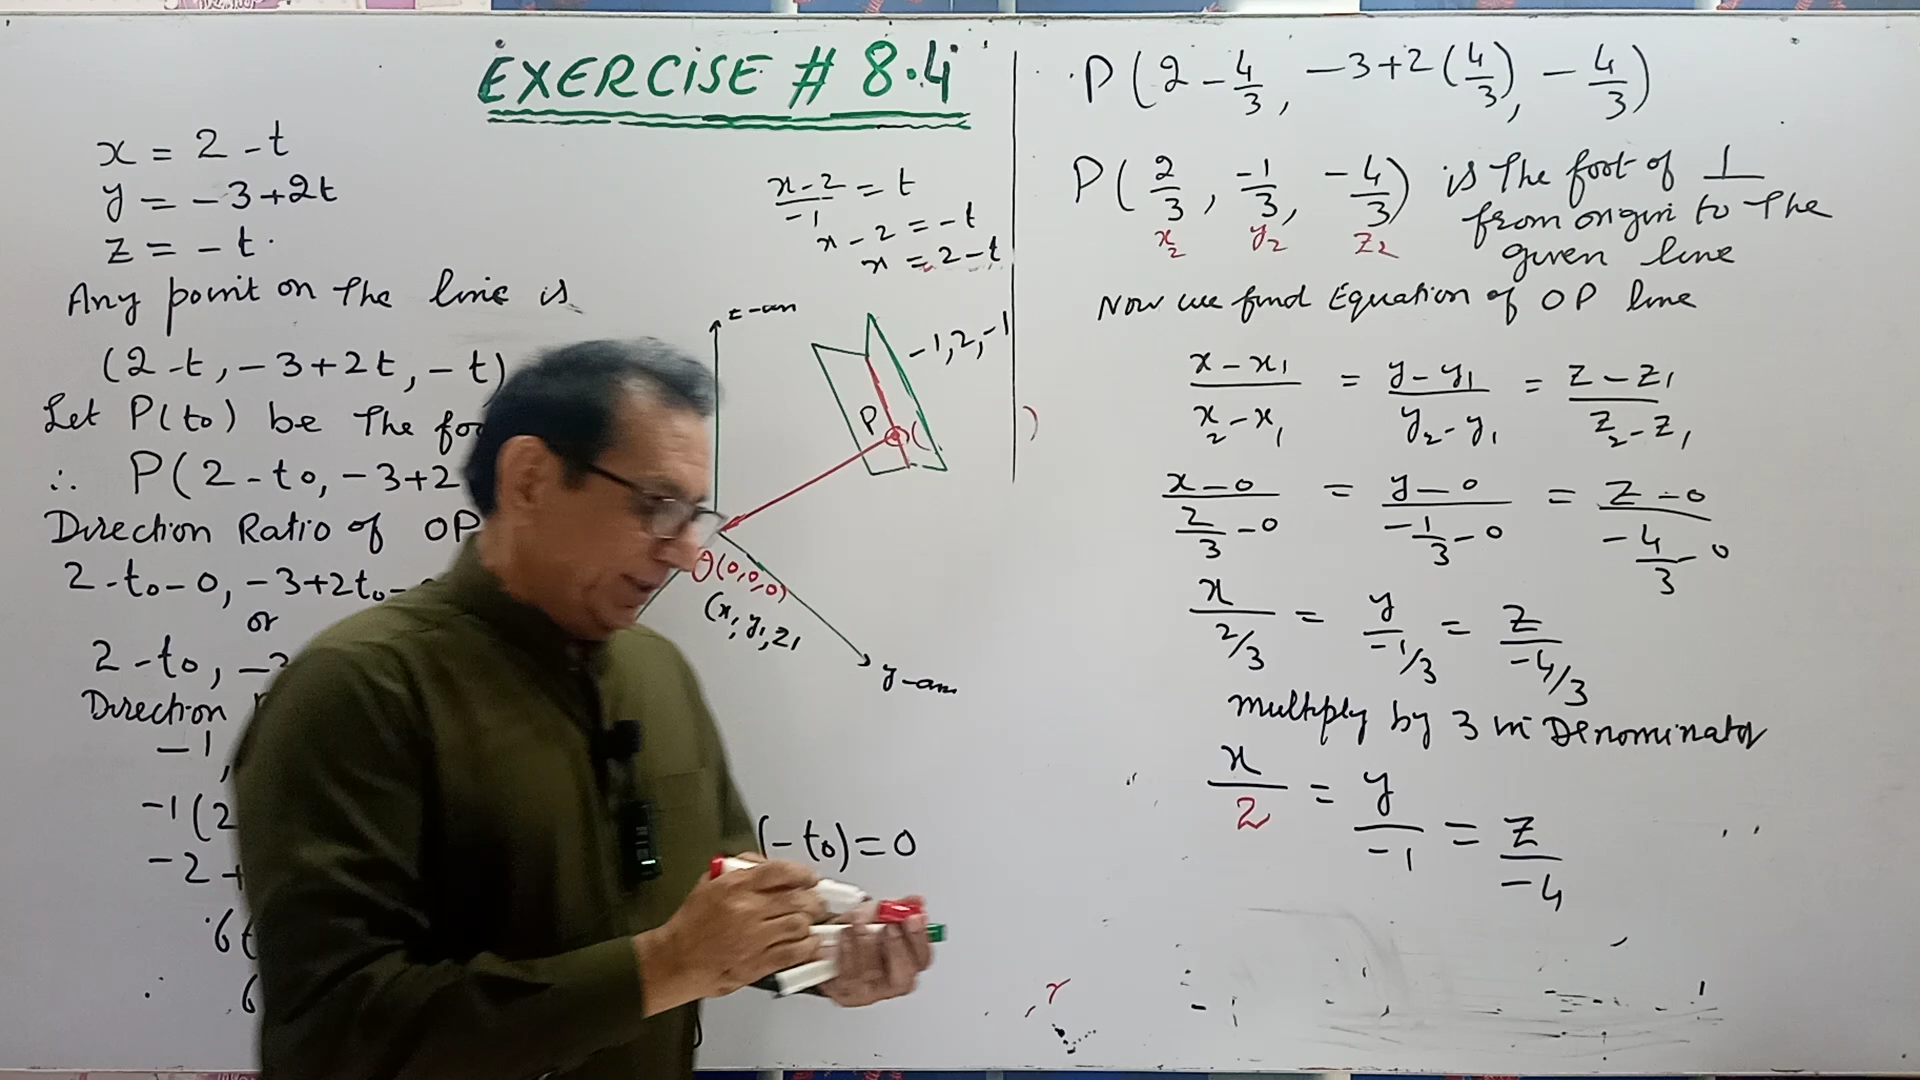 EXERCISE # 8.4
x = 2 - t
y = -3+2t
z = -t.
Any point on The line is
(2-t, -3+2t, -t)
Let P(t₀) be The
∴ P(2-t₀, -3+2
Direction Ratio of OP
2-t₀-0, -3+2t₀-
or
2-t₀,
Direction
-1,
-1(2
(-t₀)=0
-2 +
6t
6
(x-2)/-1 = t
x-2 = -t
x = 2-t
-1, 2, -1
P
O(0,0,0)
(x₁, y₁, z₁
P(2 - 4/3, -3+2(4/3), -4/3)
P(2/3, -1/3, -4/3) is The foot of ⊥
x₂ y₂ z₂
from origin to The
given line
Now we find Equation of OP line
(x-x₁)/(x₂-x₁) = (y-y₁)/(y₂-y₁) = (z-z₁)/(z₂-z₁)
(x-0)/(2/3-0) = (y-0)/(-1/3-0) = (z-0)/(-4/3-0)
x/(2/3) = y/(-1/3) = z/(-4/3)
multiply by 3 in Denominator
x/2 = y/-1 = z/-4